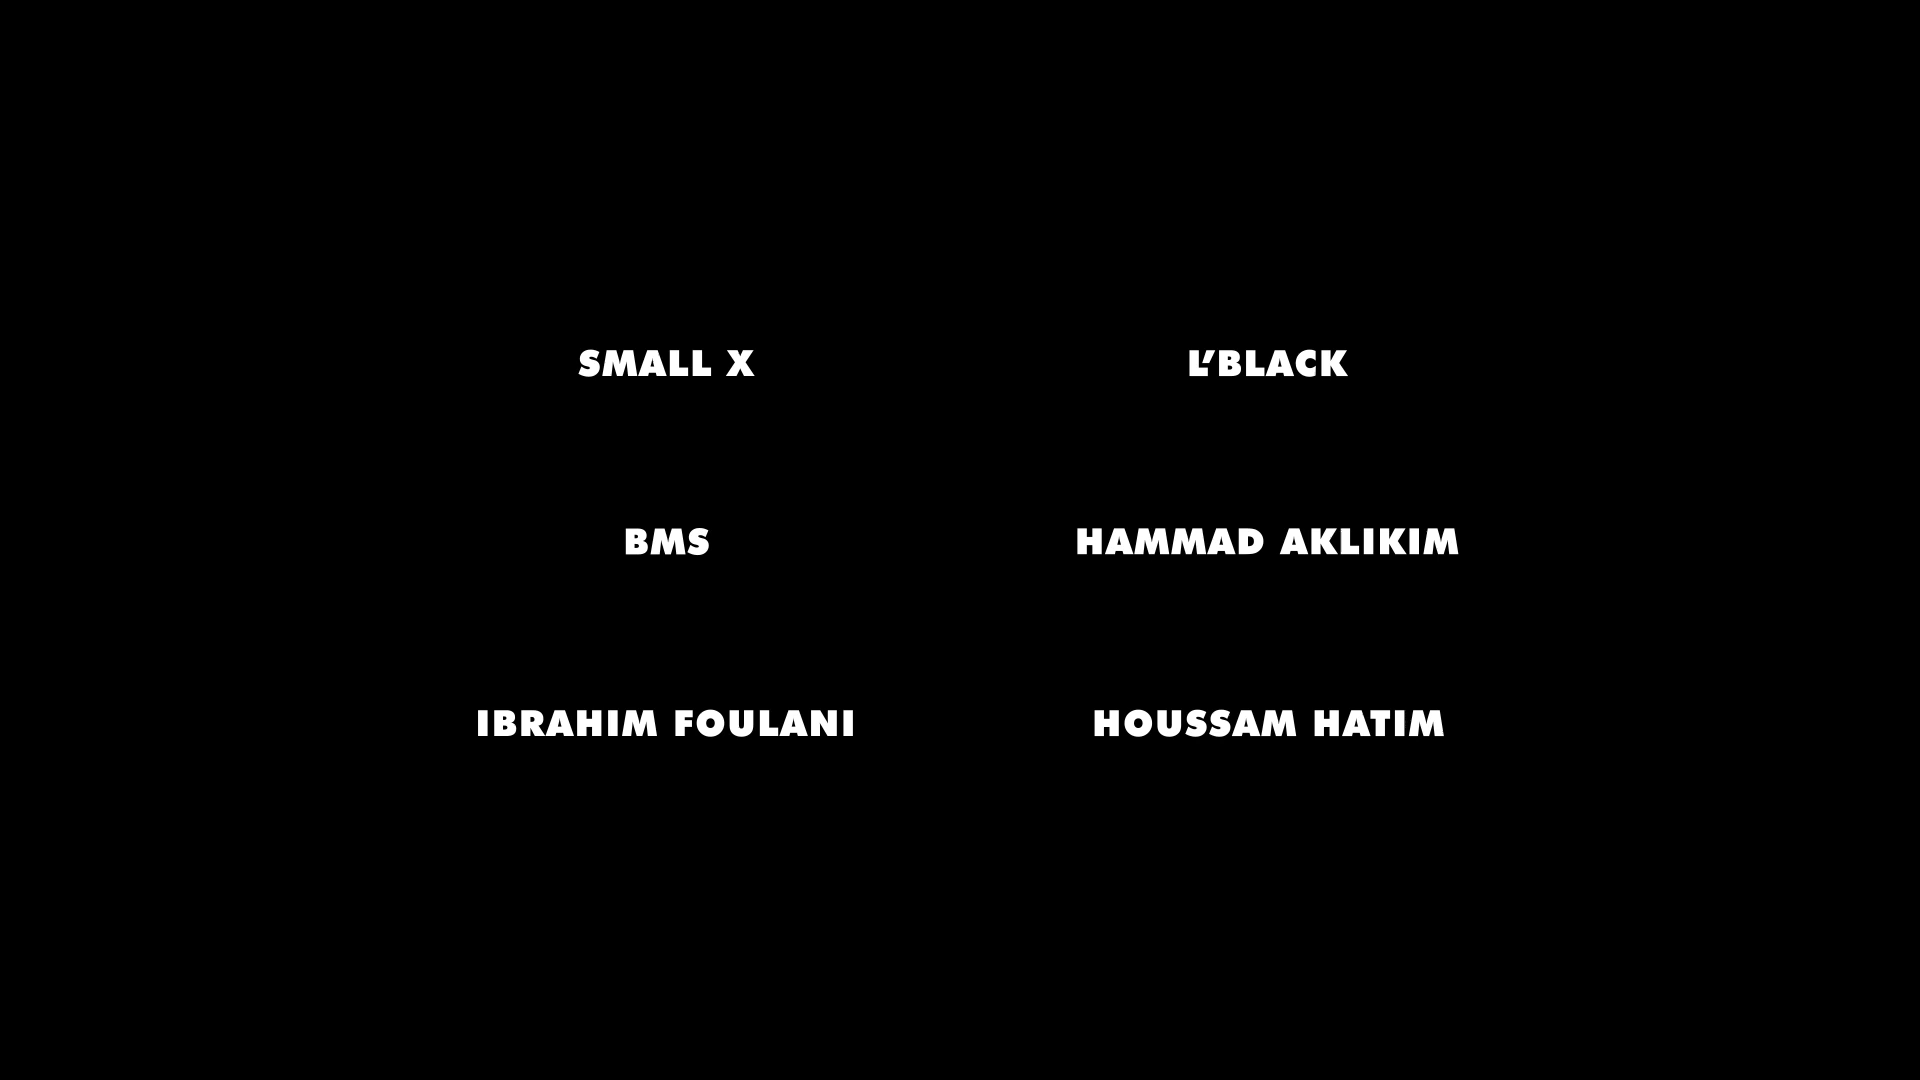 SMALL X
L’BLACK
BMS
HAMMAD AKLIKIM
IBRAHIM FOULANI
HOUSSAM HATIM